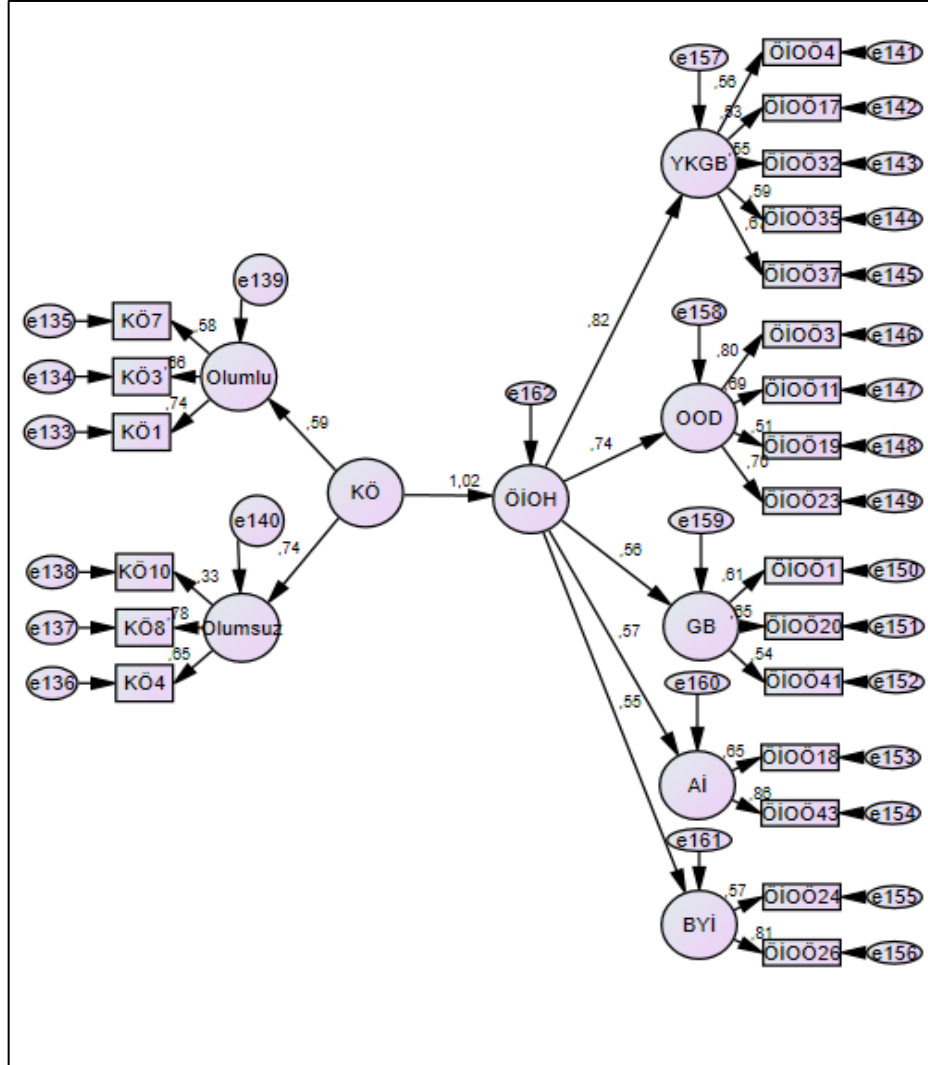 e157
ÖİOÖ4
e141
,56
ÖİOÖ17
e142
,53
YKGB
,55
ÖİOÖ32
e143
,59
ÖİOÖ35
e144
ÖİOÖ37
e145
,82
e139
e135
KÖ7
,58
e134
KÖ3
,66
Olumlu
e133
KÖ1
,74
,59
e158
ÖİOÖ3
e146
,80
ÖİOÖ11
e147
,69
OOD
,51
ÖİOÖ19
e148
,70
ÖİOÖ23
e149
,74
e162
KÖ
1,02
ÖİOH
e140
,74
e138
KÖ10
,33
e137
KÖ8
,78
Olumsuz
e136
KÖ4
,65
e159
,56
ÖİOÖ1
e150
,61
GB
,65
ÖİOÖ20
e151
,54
ÖİOÖ41
e152
,57
e160
,65
ÖİOÖ18
e153
Aİ
,86
ÖİOÖ43
e154
,55
e161
,57
ÖİOÖ24
e155
BYİ
,81
ÖİOÖ26
e156